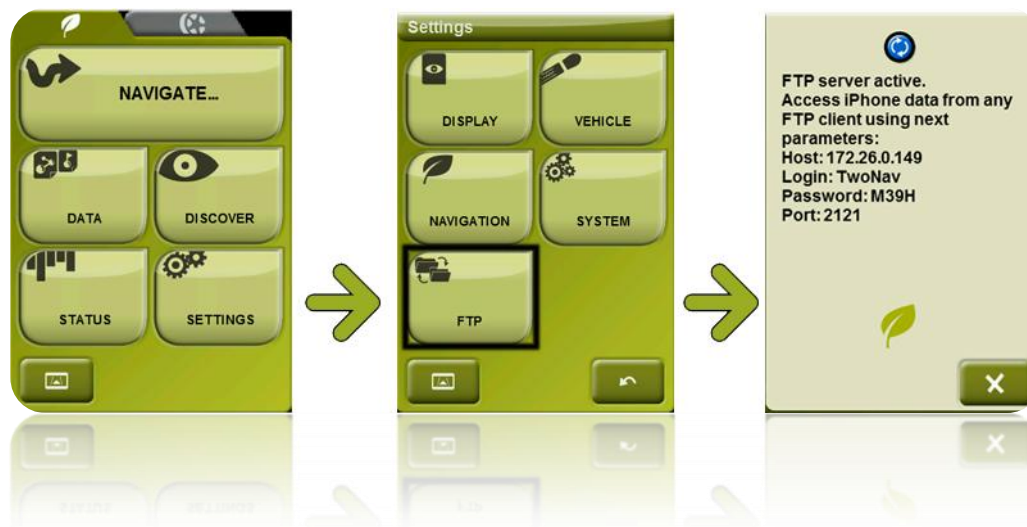 NAVIGATE...
DATA
DISCOVER
STATUS
SETTINGS
Settings
DISPLAY
VEHICLE
NAVIGATION
SYSTEM
FTP
FTP server active.
Access iPhone data from any
FTP client using next
parameters:
Host: 172.26.0.149
Login: TwoNav
Password: M39H
Port: 2121